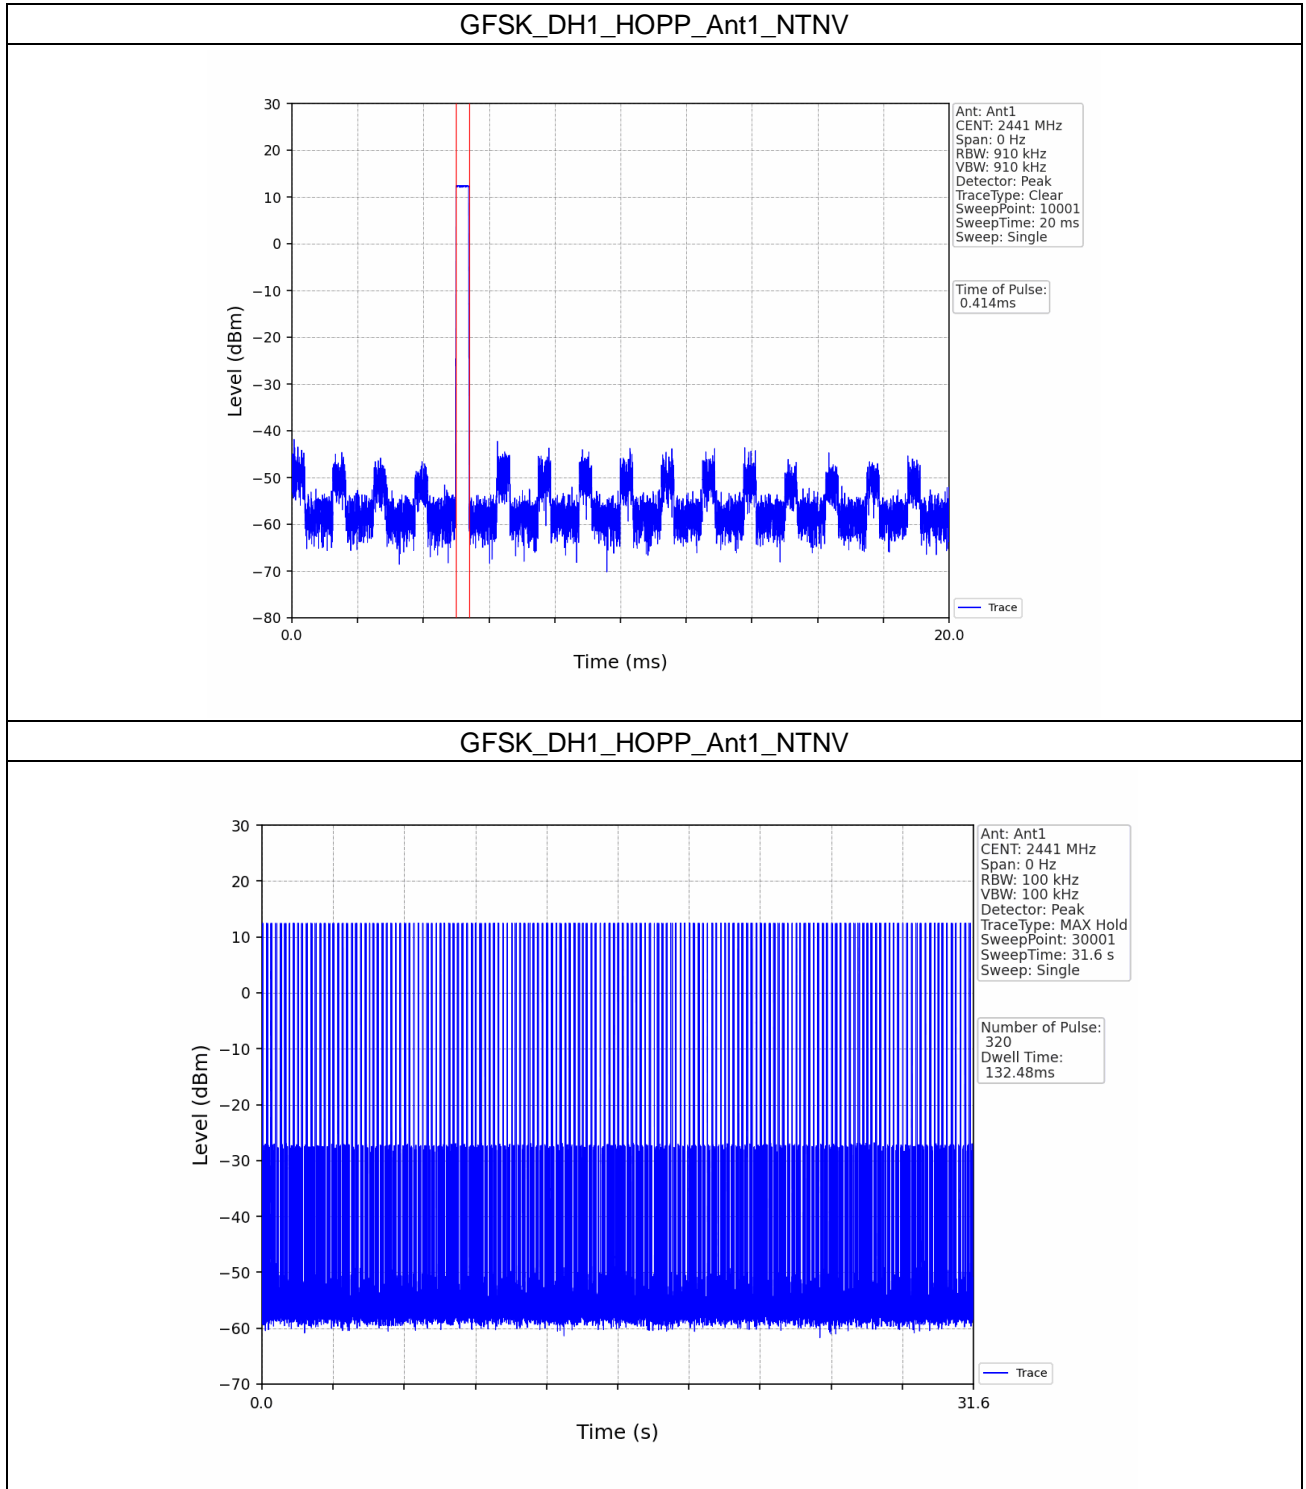 GFSK_DH1_HOPP_Ant1_NTNV
30
20
10
0
−10
−20
−30
−40
−50
−60
−70
−80
Level (dBm)
0.0
20.0
Time (ms)
Ant: Ant1
CENT: 2441 MHz
Span: 0 Hz
RBW: 910 kHz
VBW: 910 kHz
Detector: Peak
TraceType: Clear
SweepPoint: 10001
SweepTime: 20 ms
Sweep: Single
Time of Pulse:
0.414ms
Trace
GFSK_DH1_HOPP_Ant1_NTNV
30
20
10
0
−10
−20
−30
−40
−50
−60
−70
Level (dBm)
0.0
31.6
Time (s)
Ant: Ant1
CENT: 2441 MHz
Span: 0 Hz
RBW: 100 kHz
VBW: 100 kHz
Detector: Peak
TraceType: MAX Hold
SweepPoint: 30001
SweepTime: 31.6 s
Sweep: Single
Number of Pulse:
320
Dwell Time:
132.48ms
Trace